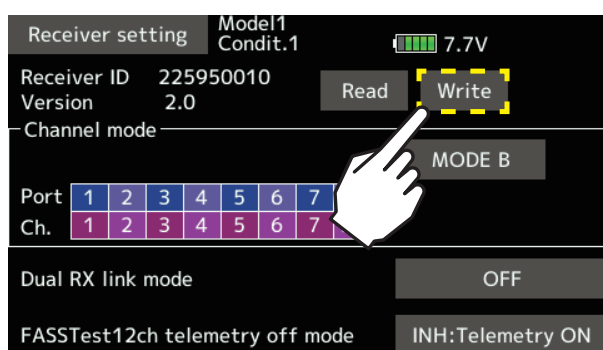 Receiver setting
Model1
Condit.1
7.7V
Receiver ID 225950010
Version 2.0
Read
Write
Channel mode
MODE B
Port 1 2 3 4 5 6 7
Ch. 1 2 3 4 5 6 7
Dual RX link mode OFF
FASSTest12ch telemetry off mode INH:Telemetry ON